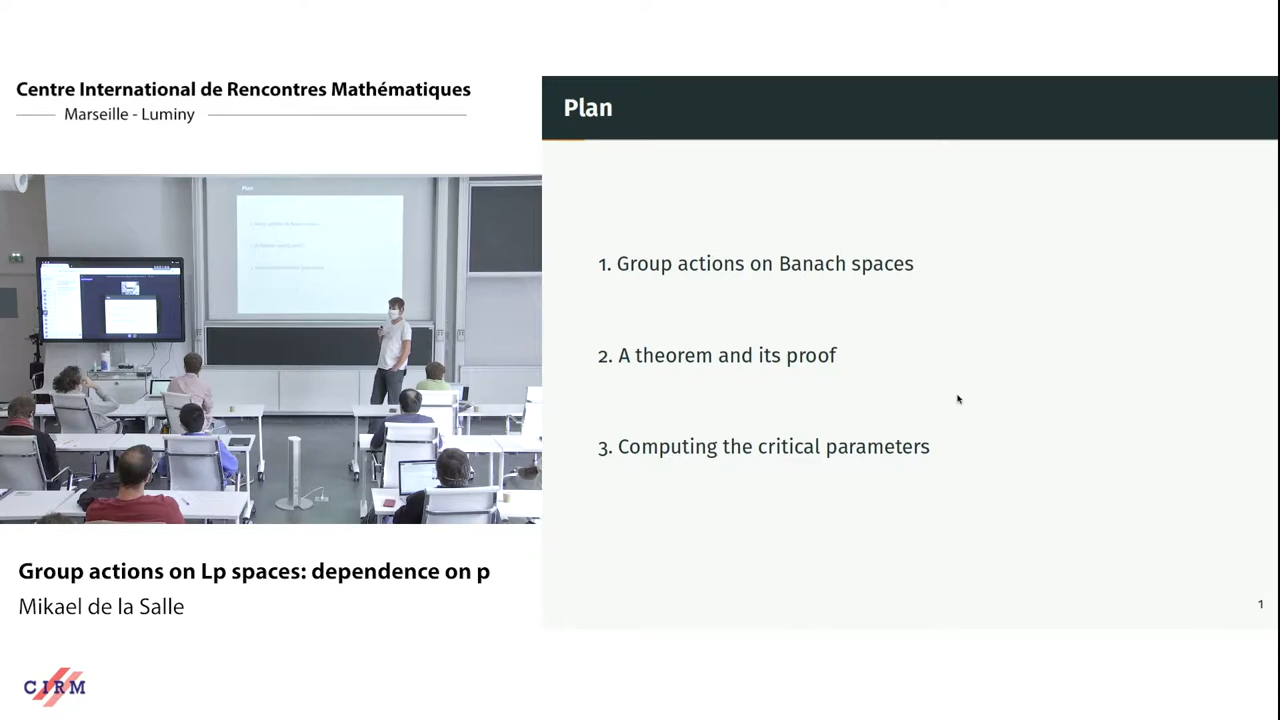 Centre International de Rencontres Mathématiques
Marseille - Luminy
Plan
1. Group actions on Banach spaces
2. A theorem and its proof
3. Computing the critical parameters
1
Plan
Group actions on Lp spaces: dependence on p
Mikael de la Salle
CIRM